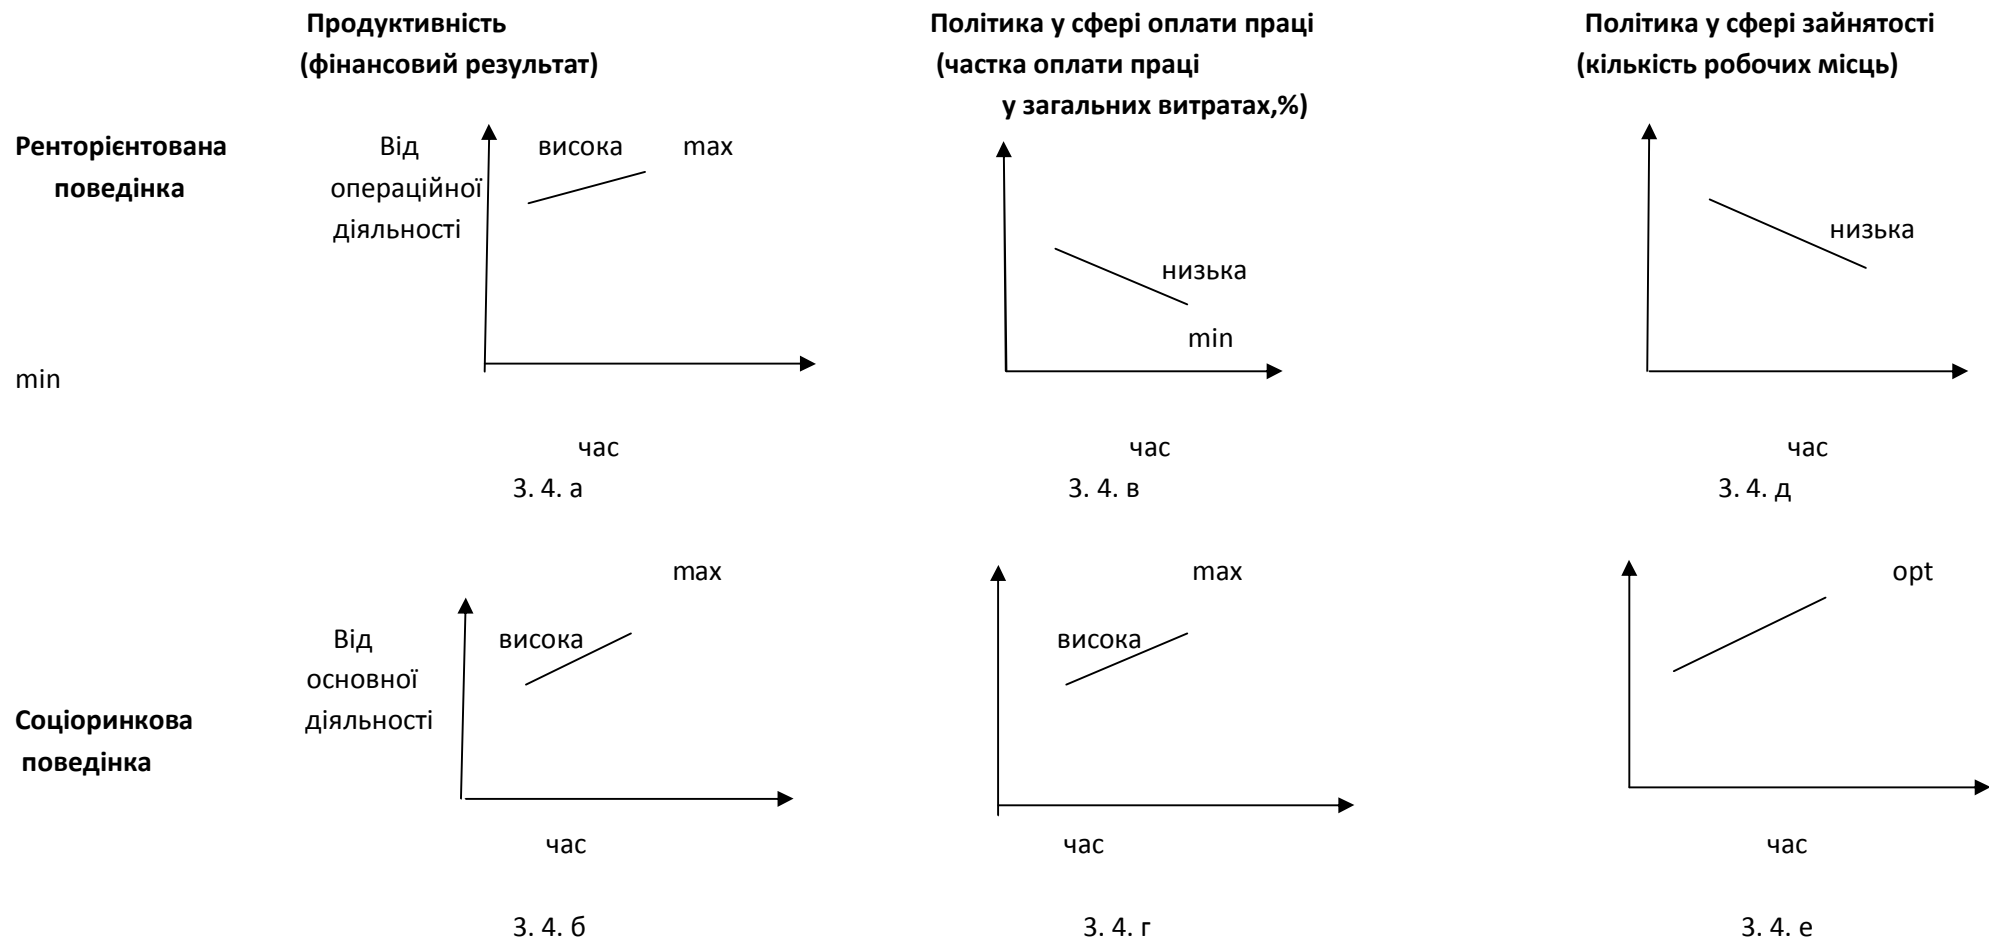 Продуктивність
(фінансовий результат)
Політика у сфері оплати праці
(частка оплати праці
у загальних витратах,%)
Політика у сфері зайнятості
(кількість робочих місць)
Ренторієнтована
поведінка
Від
операційної
діяльності
висока max
низька
min
низька
min
час час час
3. 4. а 3. 4. в 3. 4. д
Соціоринкова
поведінка
Від
основної
діяльності
max
висока
max
висока
opt
час час час
3. 4. б 3. 4. г 3. 4. е